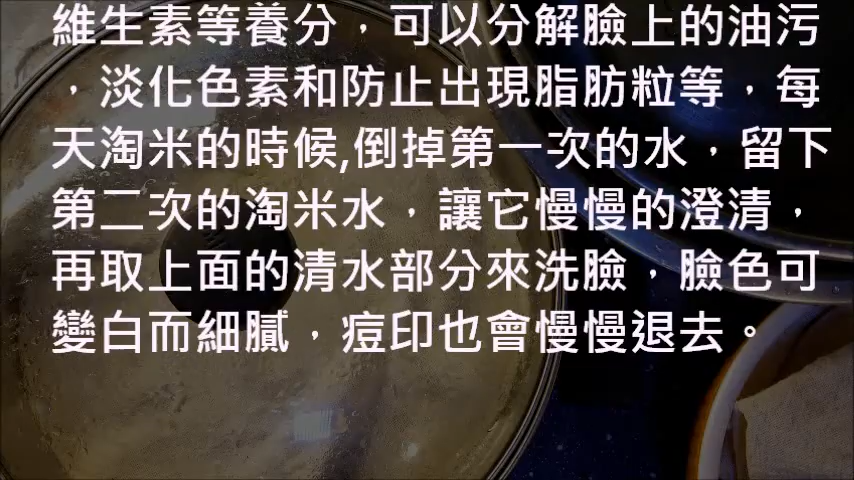 維生素等養分，可以分解臉上的油污
，淡化色素和防止出現脂肪粒等，每
天淘米的時候,倒掉第一次的水，留下
第二次的淘米水，讓它慢慢的澄清，
再取上面的清水部分來洗臉，臉色可
變白而細膩，痘印也會慢慢退去。